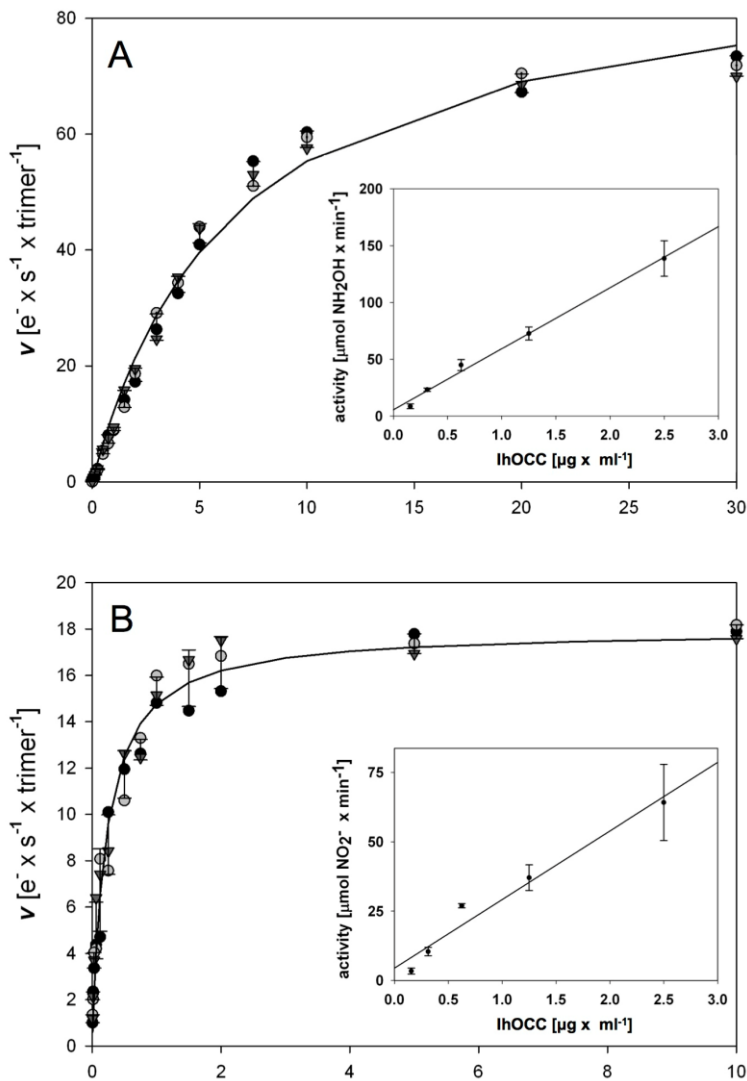 A
80
60
40
20
0
v [e⁻ x s⁻¹ x trimer⁻¹]
0 5 10 15 20 25 30
200
150
100
50
0
activity [µmol NH₂OH x min⁻¹]
0.0 0.5 1.0 1.5 2.0 2.5 3.0
IhOCC [µg x ml⁻¹]
B
20
18
16
14
12
10
8
6
4
2
0
v [e⁻ x s⁻¹ x trimer⁻¹]
0 2 4 6 8 10
75
50
25
0
activity [µmol NO₂⁻ x min⁻¹]
0.0 0.5 1.0 1.5 2.0 2.5 3.0
IhOCC [µg x ml⁻¹]